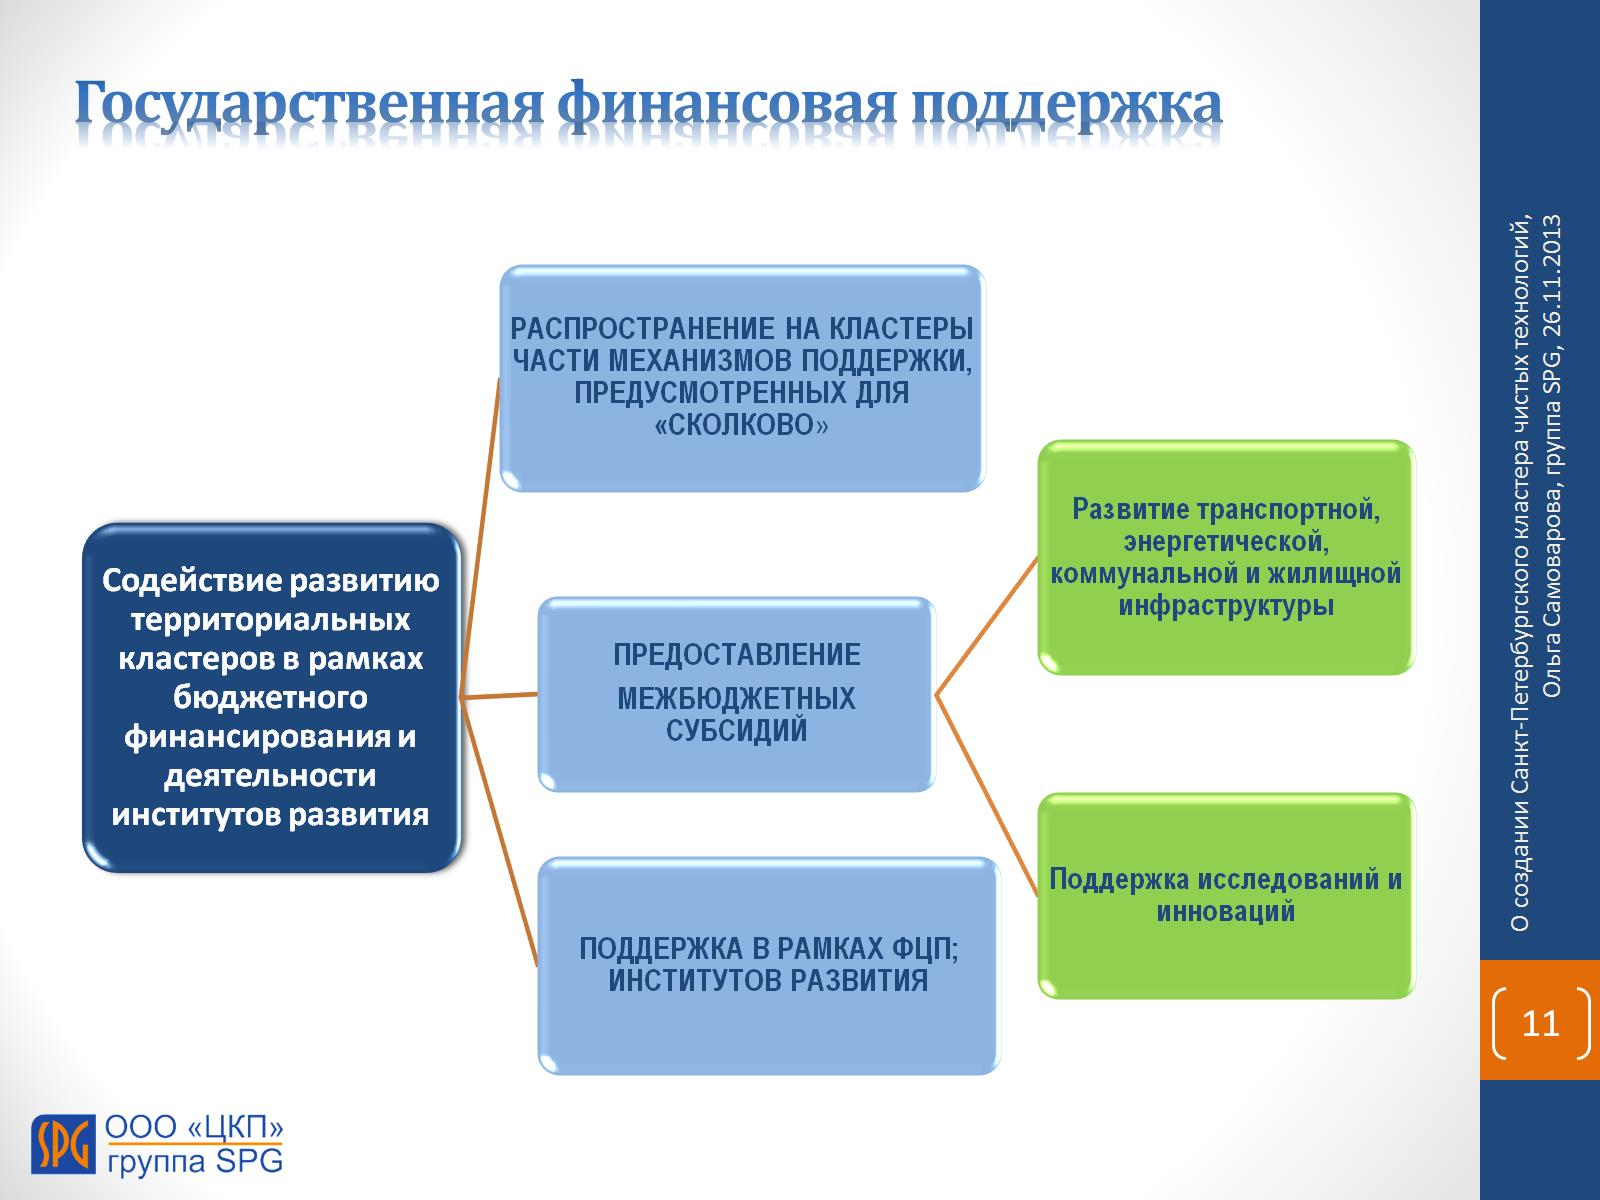 Государственная финансовая поддержка
Содействие развитию
территориальных
кластеров в рамках
бюджетного
финансирования и
деятельности
институтов развития
РАСПРОСТРАНЕНИЕ НА КЛАСТЕРЫ
ЧАСТИ МЕХАНИЗМОВ ПОДДЕРЖКИ,
ПРЕДУСМОТРЕННЫХ ДЛЯ
«СКОЛКОВО»
ПРЕДОСТАВЛЕНИЕ
МЕЖБЮДЖЕТНЫХ
СУБСИДИЙ
ПОДДЕРЖКА В РАМКАХ ФЦП;
ИНСТИТУТОВ РАЗВИТИЯ
Развитие транспортной,
энергетической,
коммунальной и жилищной
инфраструктуры
Поддержка исследований и
инноваций
О создании Санкт-Петербургского кластера чистых технологий,
Ольга Самоварова, группа SPG, 26.11.2013
11
SPG
ООО «ЦКП»
группа SPG